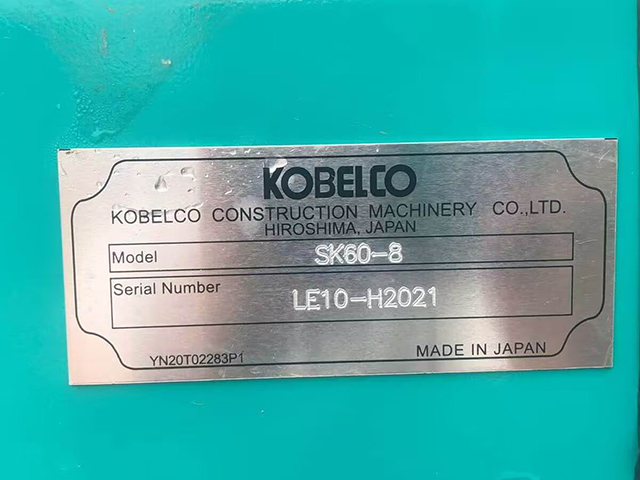 KOBELCO
KOBELCO CONSTRUCTION MACHINERY CO.,LTD.
HIROSHIMA, JAPAN
Model SK60-8
Serial Number LE10-H2021
YN20T02283P1 MADE IN JAPAN